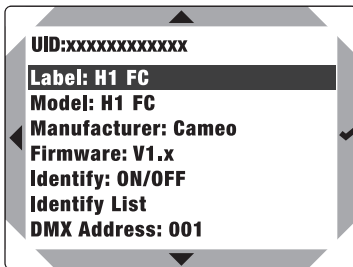 UID:xxxxxxxxxxxx
Label: H1 FC
Model: H1 FC
Manufacturer: Cameo
Firmware: V1.x
Identify: ON/OFF
Identify List
DMX Address: 001